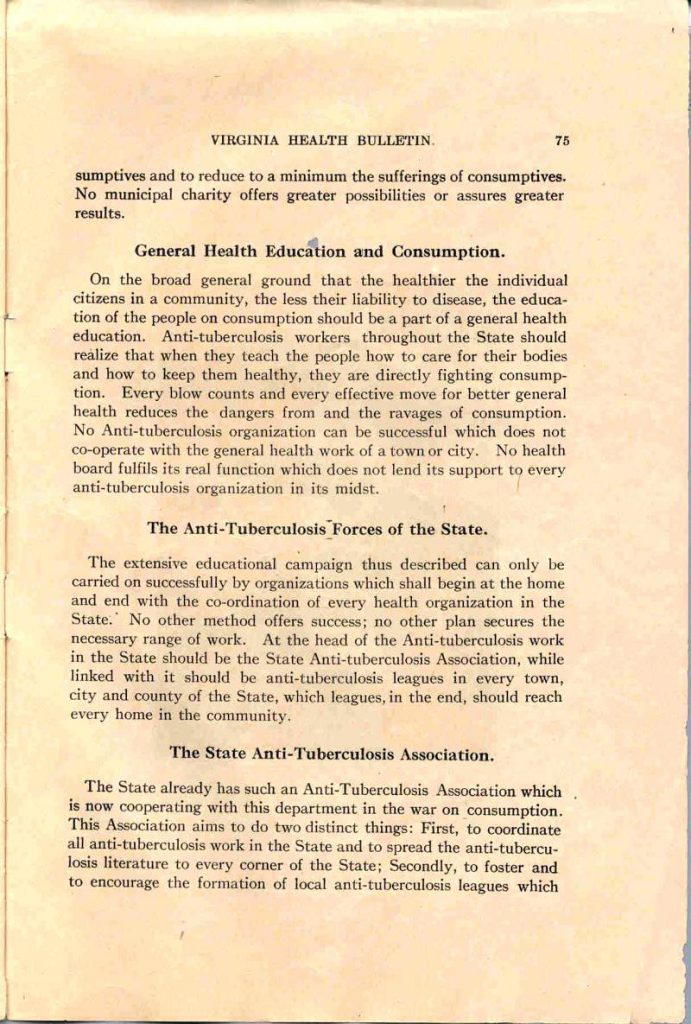 VIRGINIA HEALTH BULLETIN. 75
sumptives and to reduce to a minimum the sufferings of consumptives.
No municipal charity offers greater possibilities or assures greater
results.
General Health Education and Consumption.
On the broad general ground that the healthier the individual
citizens in a community, the less their liability to disease, the educa-
tion of the people on consumption should be a part of a general health
education. Anti-tuberculosis workers throughout the State should
realize that when they teach the people how to care for their bodies
and how to keep them healthy, they are directly fighting consump-
tion. Every blow counts and every effective move for better general
health reduces the dangers from and the ravages of consumption.
No Anti-tuberculosis organization can be successful which does not
co-operate with the general health work of a town or city. No health
board fulfils its real function which does not lend its support to every
anti-tuberculosis organization in its midst.
The Anti-Tuberculosis Forces of the State.
The extensive educational campaign thus described can only be
carried on successfully by organizations which shall begin at the home
and end with the co-ordination of every health organization in the
State. No other method offers success; no other plan secures the
necessary range of work. At the head of the Anti-tuberculosis work
in the State should be the State Anti-tuberculosis Association, while
linked with it should be anti-tuberculosis leagues in every town,
city and county of the State, which leagues, in the end, should reach
every home in the community.
The State Anti-Tuberculosis Association.
The State already has such an Anti-Tuberculosis Association which
is now cooperating with this department in the war on consumption.
This Association aims to do two distinct things: First, to coordinate
all anti-tuberculosis work in the State and to spread the anti-tubercu-
losis literature to every corner of the State; Secondly, to foster and
to encourage the formation of local anti-tuberculosis leagues which